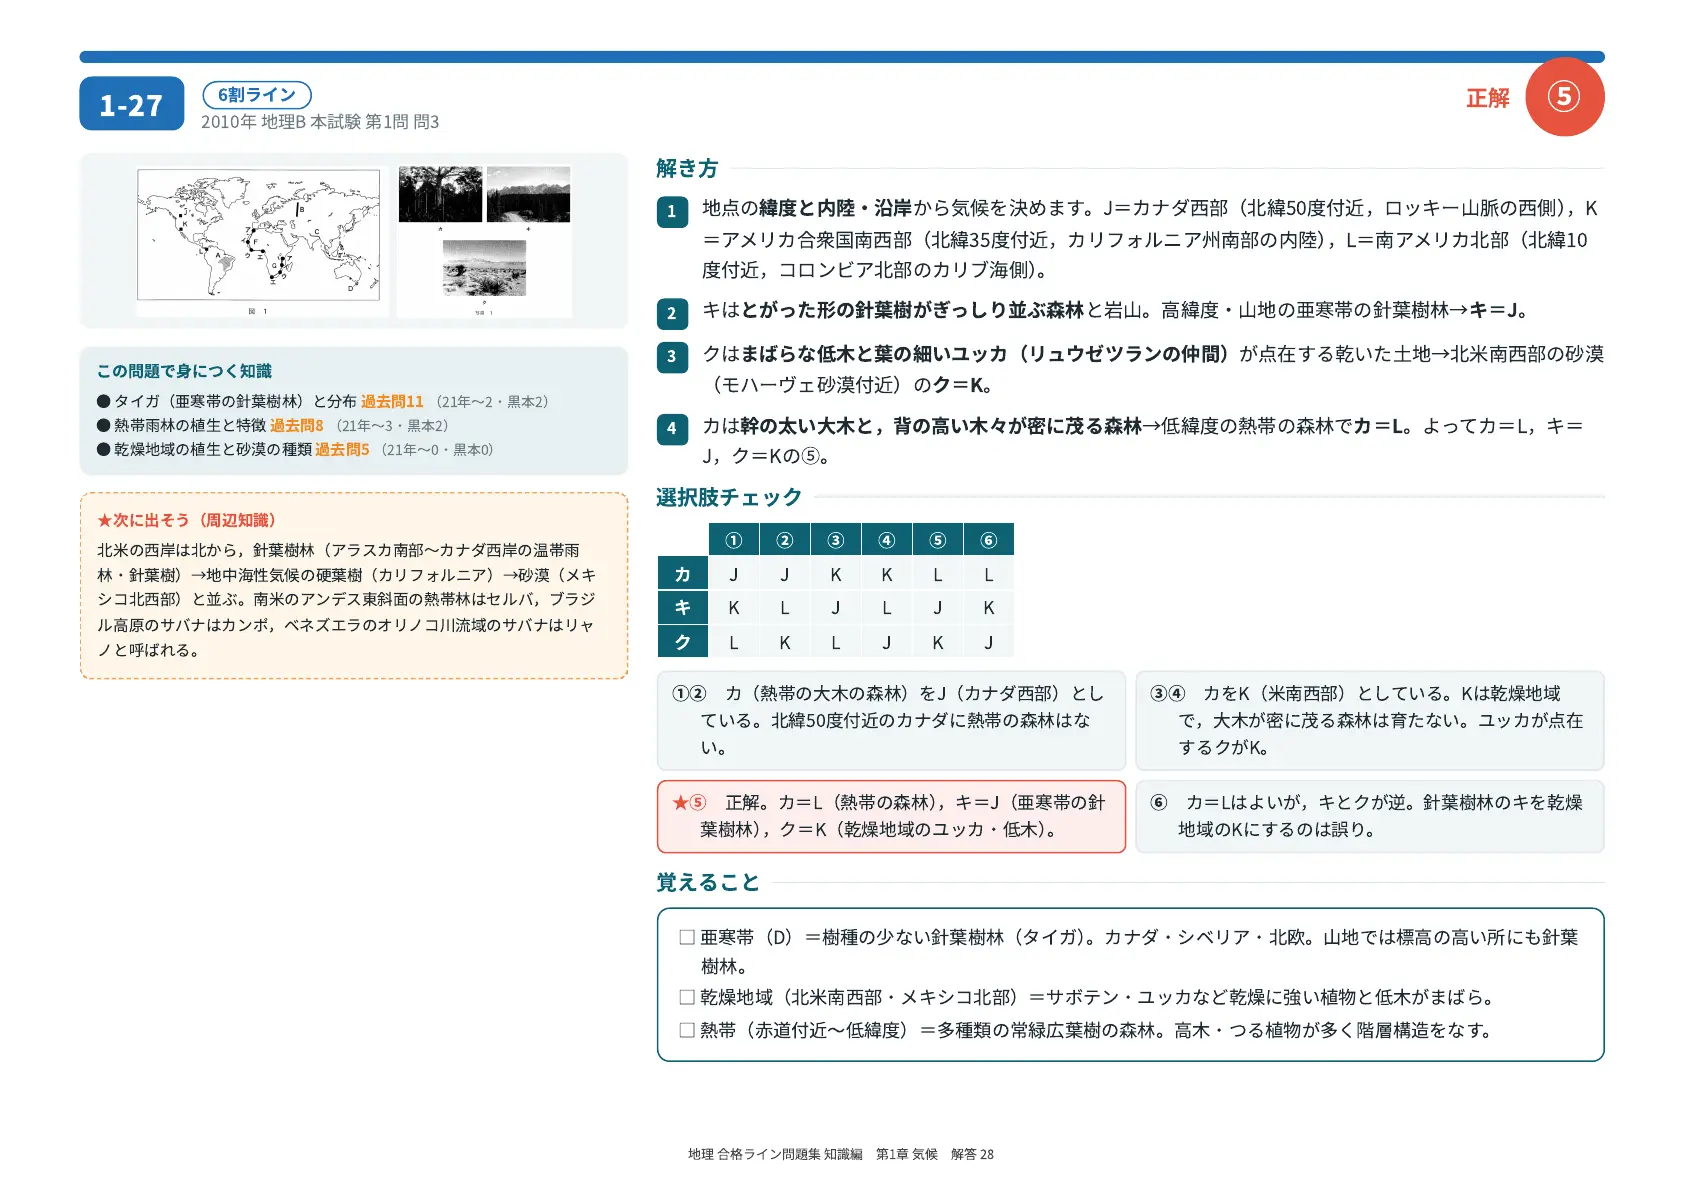 1-27
6割ライン
2010年 地理B 本試験 第1問 問3
正解 ⑤
J
K
L
A
B
C
D
F
G
ア
イ
ウ
エ
図 1
カ
キ
ク
写真 1
この問題で身につく知識
●タイガ（亜寒帯の針葉樹林）と分布 過去問11 （21年〜2・黒本2）
●熱帯雨林の植生と特徴 過去問8 （21年〜3・黒本2）
●乾燥地域の植生と砂漠の種類 過去問5 （21年〜0・黒本0）
★次に出そう（周辺知識）
北米の西岸は北から，針葉樹林（アラスカ南部〜カナダ西岸の温帯雨
林・針葉樹）→地中海性気候の硬葉樹（カリフォルニア）→砂漠（メキ
シコ北西部）と並ぶ。南米のアンデス東斜面の熱帯林はセルバ，ブラジ
ル高原のサバナはカンポ，ベネズエラのオリノコ川流域のサバナはリャ
ノと呼ばれる。
解き方
1 地点の緯度と内陸・沿岸から気候を決めます。J＝カナダ西部（北緯50度付近，ロッキー山脈の西側），K
＝アメリカ合衆国南西部（北緯35度付近，カリフォルニア州南部の内陸），L＝南アメリカ北部（北緯10
度付近，コロンビア北部のカリブ海側）。
2 キはとがった形の針葉樹がぎっしり並ぶ森林と岩山。高緯度・山地の亜寒帯の針葉樹林→キ＝J。
3 クはまばらな低木と葉の細いユッカ（リュウゼツランの仲間）が点在する乾いた土地→北米南西部の砂漠
（モハーヴェ砂漠付近）のク＝K。
4 カは幹の太い大木と，背の高い木々が密に茂る森林→低緯度の熱帯の森林でカ＝L。よってカ＝L，キ＝
J，ク＝Kの⑤。
選択肢チェック
① ② ③ ④ ⑤ ⑥
カ J J K K L L
キ K L J L J K
ク L K L J K J
①② カ（熱帯の大木の森林）をJ（カナダ西部）とし
ている。北緯50度付近のカナダに熱帯の森林はな
い。
③④ カをK（米南西部）としている。Kは乾燥地域
で，大木が密に茂る森林は育たない。ユッカが点在
するクがK。
★⑤ 正解。カ＝L（熱帯の森林），キ＝J（亜寒帯の針
葉樹林），ク＝K（乾燥地域のユッカ・低木）。
⑥ カ＝Lはよいが，キとクが逆。針葉樹林のキを乾燥
地域のKにするのは誤り。
覚えること
□ 亜寒帯（D）＝樹種の少ない針葉樹林（タイガ）。カナダ・シベリア・北欧。山地では標高の高い所にも針葉
樹林。
□ 乾燥地域（北米南西部・メキシコ北部）＝サボテン・ユッカなど乾燥に強い植物と低木がまばら。
□ 熱帯（赤道付近〜低緯度）＝多種類の常緑広葉樹の森林。高木・つる植物が多く階層構造をなす。
地理 合格ライン問題集 知識編 第1章 気候 解答 28